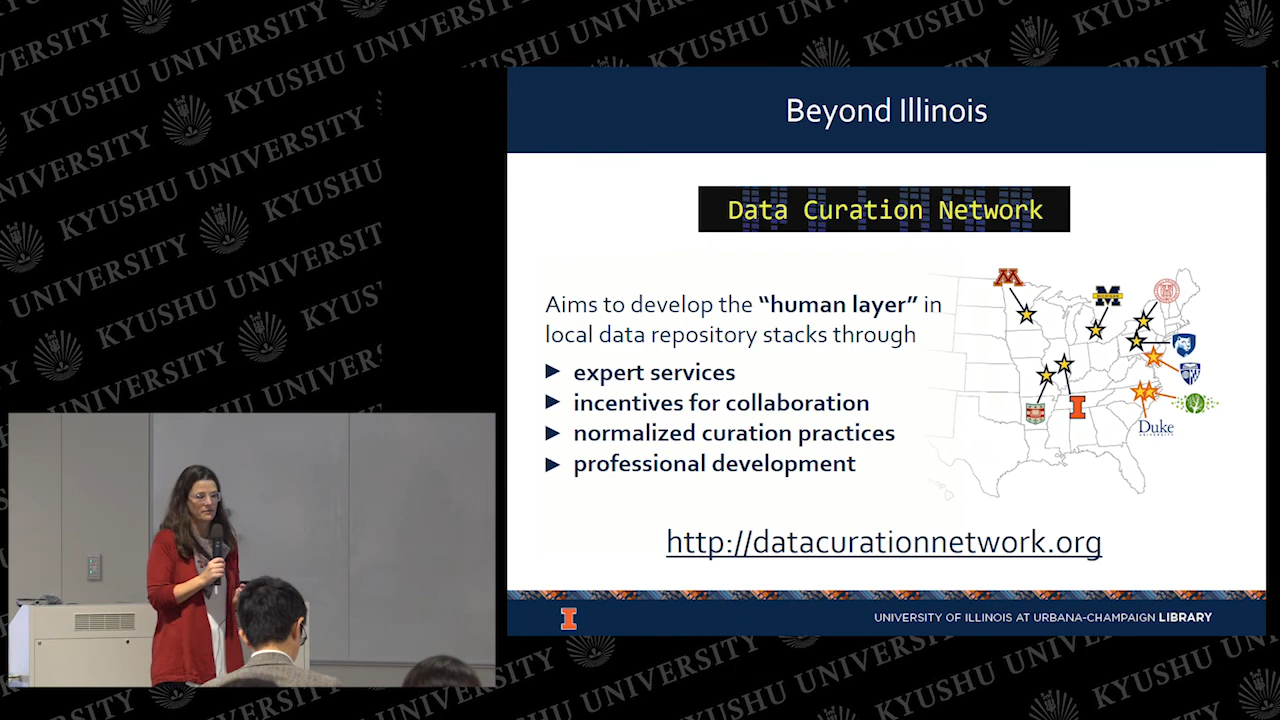 KYUSHU UNIVERSITY
Beyond Illinois
Data Curation Network
Aims to develop the “human layer” in
local data repository stacks through
► expert services
► incentives for collaboration
► normalized curation practices
► professional development
M
M
MICHIGAN
I
Duke
UNIVERSITY
http://datacurationnetwork.org
I
UNIVERSITY OF ILLINOIS AT URBANA-CHAMPAIGN LIBRARY